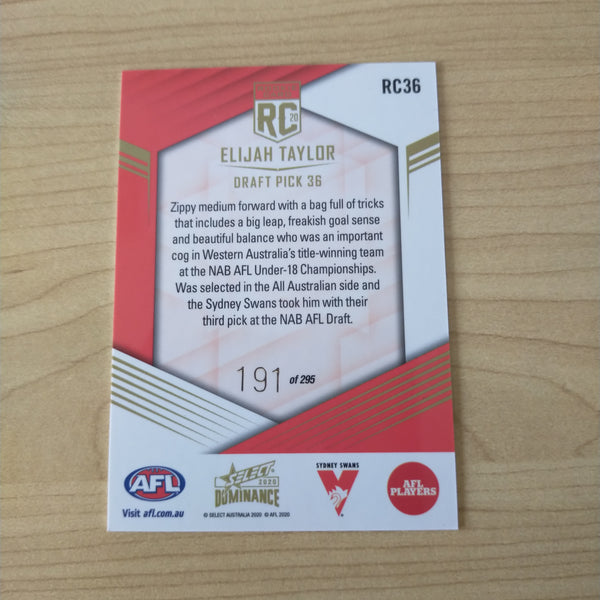 RC36
RC
20
ELIJAH TAYLOR
DRAFT PICK 36
Zippy medium forward with a bag full of tricks
that includes a big leap, freakish goal sense
and beautiful balance who was an important
cog in Western Australia's title-winning team
at the NAB AFL Under-18 Championships.
Was selected in the All Australian side and
the Sydney Swans took him with their
third pick at the NAB AFL Draft.
191 of 295
AFL
Visit afl.com.au
SELECT
2020
DOMINANCE
© SELECT AUSTRALIA 2020 © AFL 2020
SYDNEY SWANS
AFL
PLAYERS